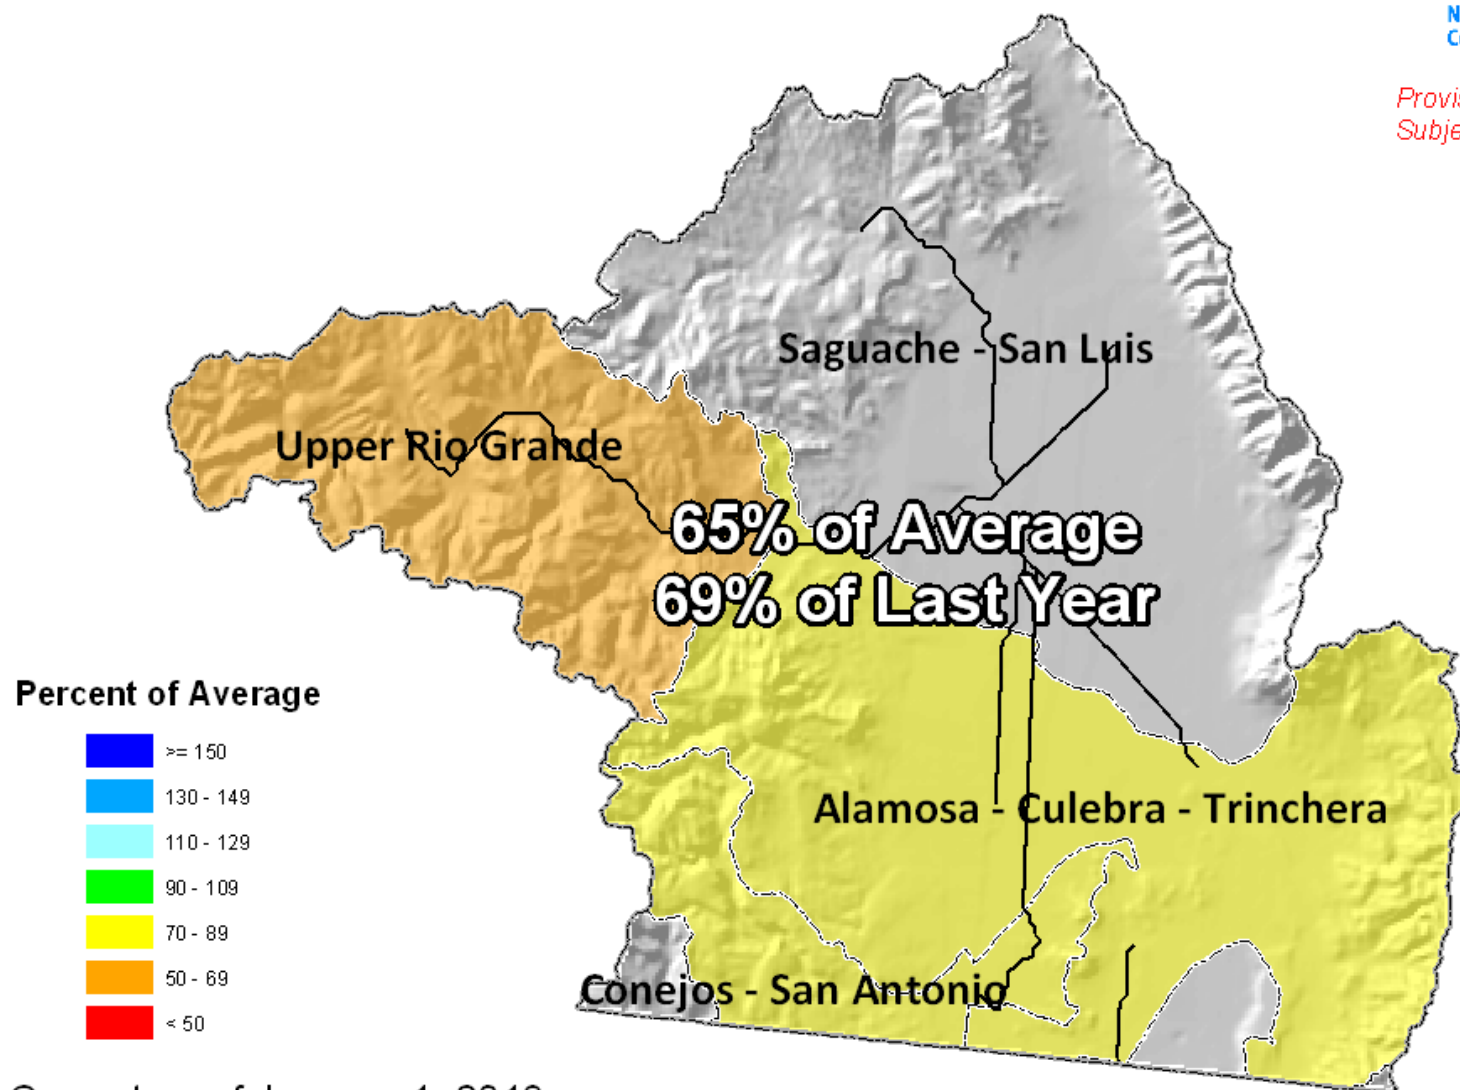 Saguache - San Luis
Upper Rio Grande
65% of Average
69% of Last Year
Percent of Average
>= 150
130 - 149
110 - 129
90 - 109
70 - 89
50 - 69
< 50
Alamosa - Culebra - Trinchera
Conejos - San Antonio